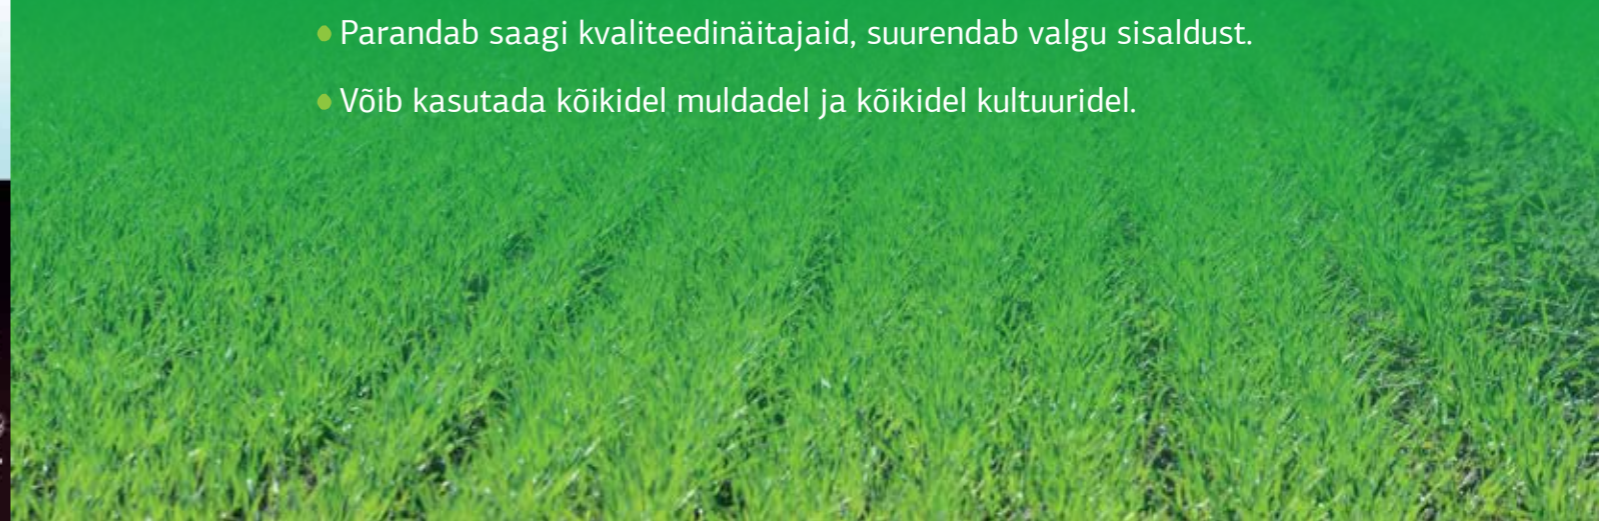 Parandab saagi kvaliteedinäitajaid, suurendab valgu sisaldust.
Võib kasutada kõikidel muldadel ja kõikidel kultuuridel.